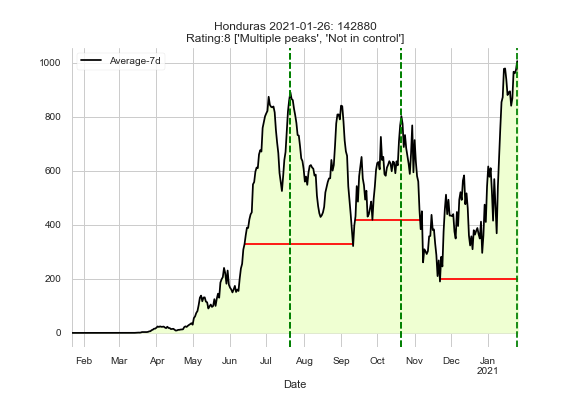 Honduras 2021-01-26: 142880
Rating:8 ['Multiple peaks', 'Not in control']
Average-7d
1000
800
600
400
200
0
Feb Mar Apr May Jun Jul Aug Sep Oct Nov Dec Jan
2021
Date